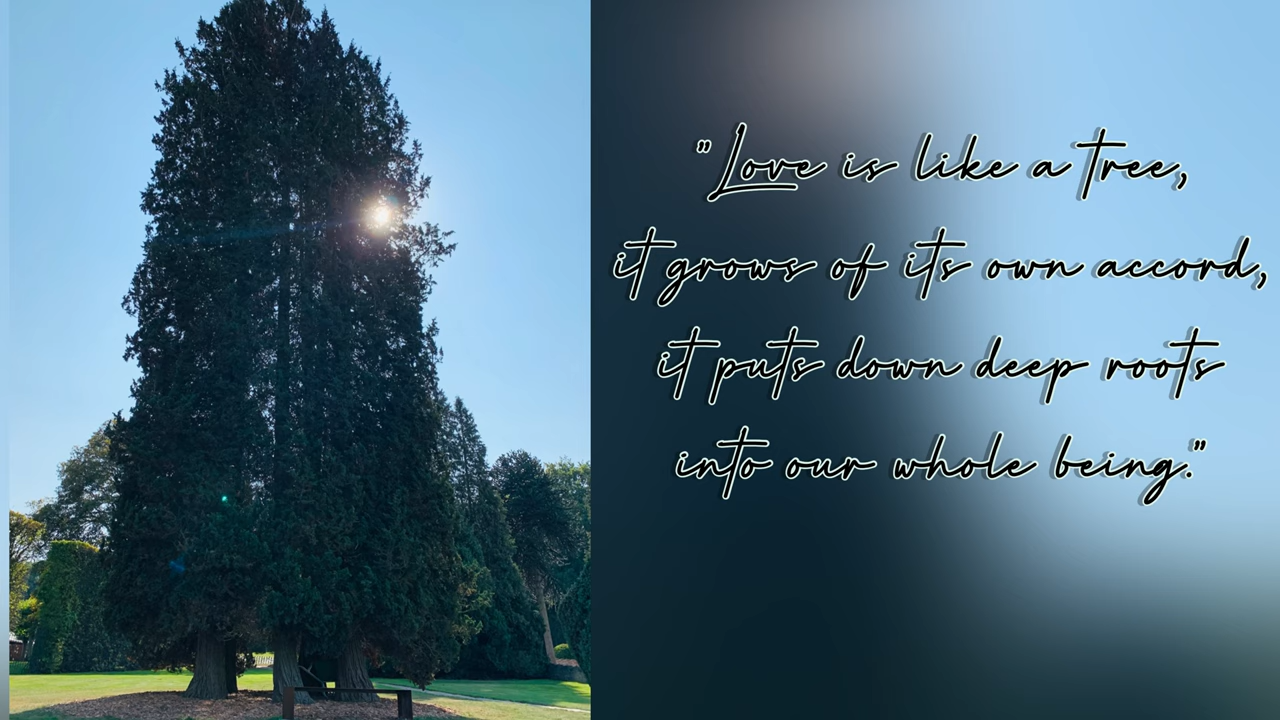 "Love is like a tree,
it grows of its own accord,
it puts down deep roots
into our whole being."